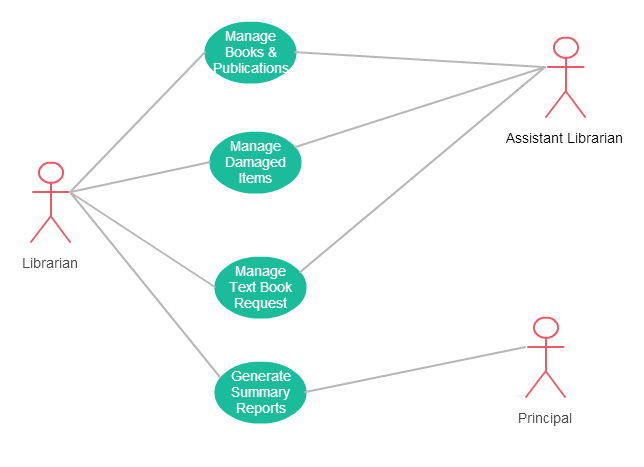 Manage
Books &
Publications
Assistant Librarian
Manage
Damaged
Items
Librarian
Manage
Text Book
Request
Generate
Summary
Reports
Principal